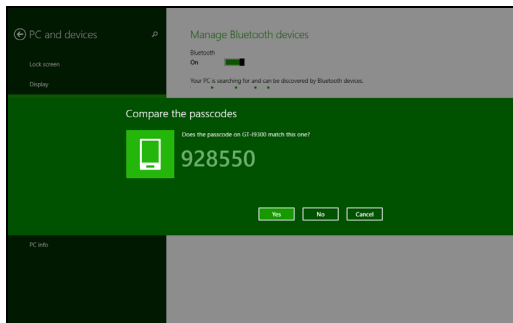 PC and devices
Manage Bluetooth devices
Bluetooth
On
Lock screen
Your PC is searching for and can be discovered by Bluetooth devices.
Display
Compare the passcodes
Does the passcode on GT-I9300 match this one?
928550
Yes
No
Cancel
PC info